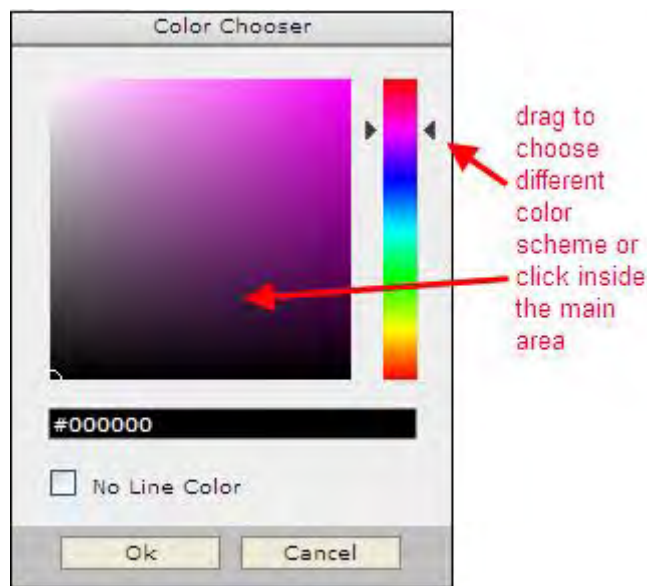 Color Chooser
drag to
choose
different
color
scheme or
click inside
the main
area
#000000
No Line Color
Ok
Cancel